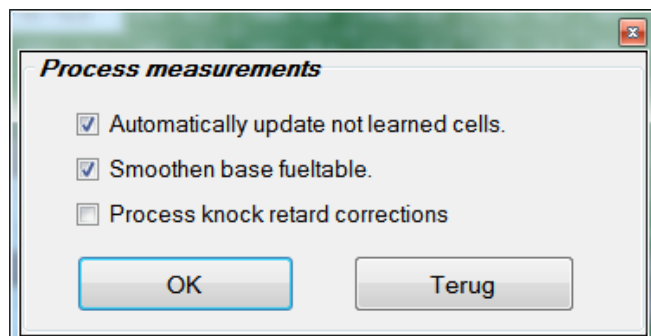 Process measurements
Automatically update not learned cells.
Smoothen base fueltable.
Process knock retard corrections
OK
Terug